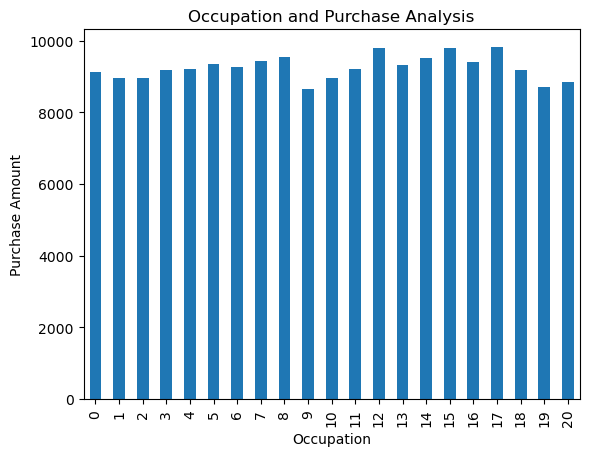 Occupation and Purchase Analysis
Purchase Amount
10000
8000
6000
4000
2000
0
0 1 2 3 4 5 6 7 8 9 10 11 12 13 14 15 16 17 18 19 20
Occupation